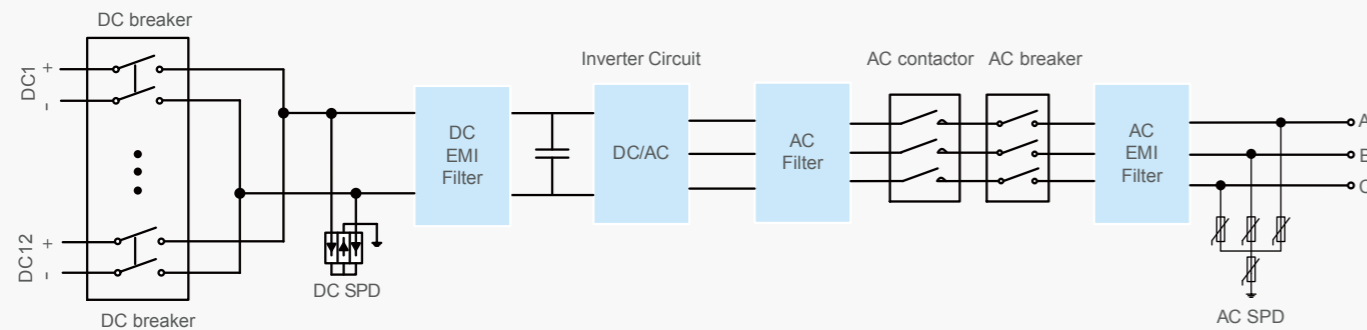 DC breaker
Inverter Circuit
AC contactor
AC breaker
DC1
+
-
DC
EMI
Filter
DC/AC
AC
Filter
AC
EMI
Filter
A
B
C
DC12
+
-
DC SPD
AC SPD
DC breaker